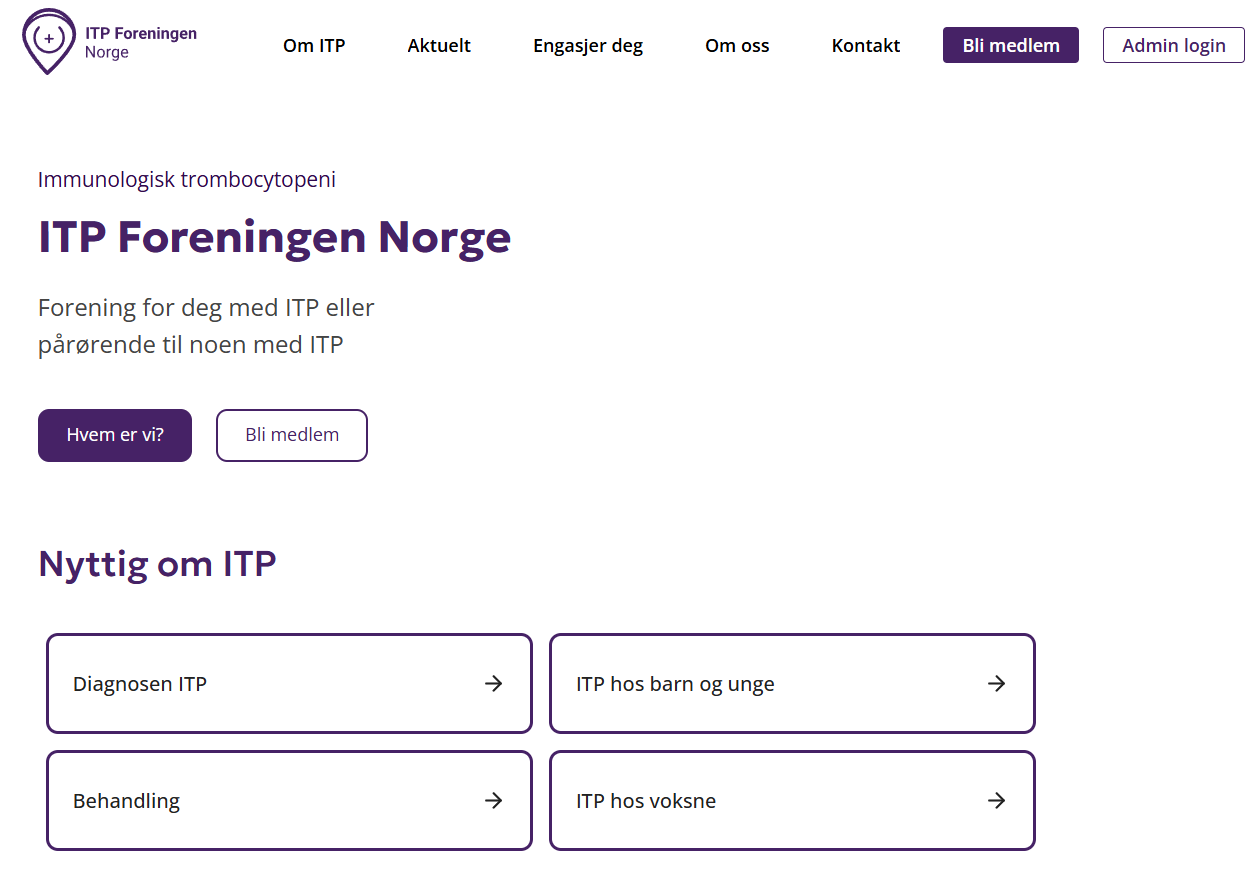 ITP Foreningen
Norge
Om ITP
Aktuelt
Engasjer deg
Om oss
Kontakt
Bli medlem
Admin login
Immunologisk trombocytopeni
ITP Foreningen Norge
Forening for deg med ITP eller
pårørende til noen med ITP
Hvem er vi?
Bli medlem
Nyttig om ITP
Diagnosen ITP
ITP hos barn og unge
Behandling
ITP hos voksne